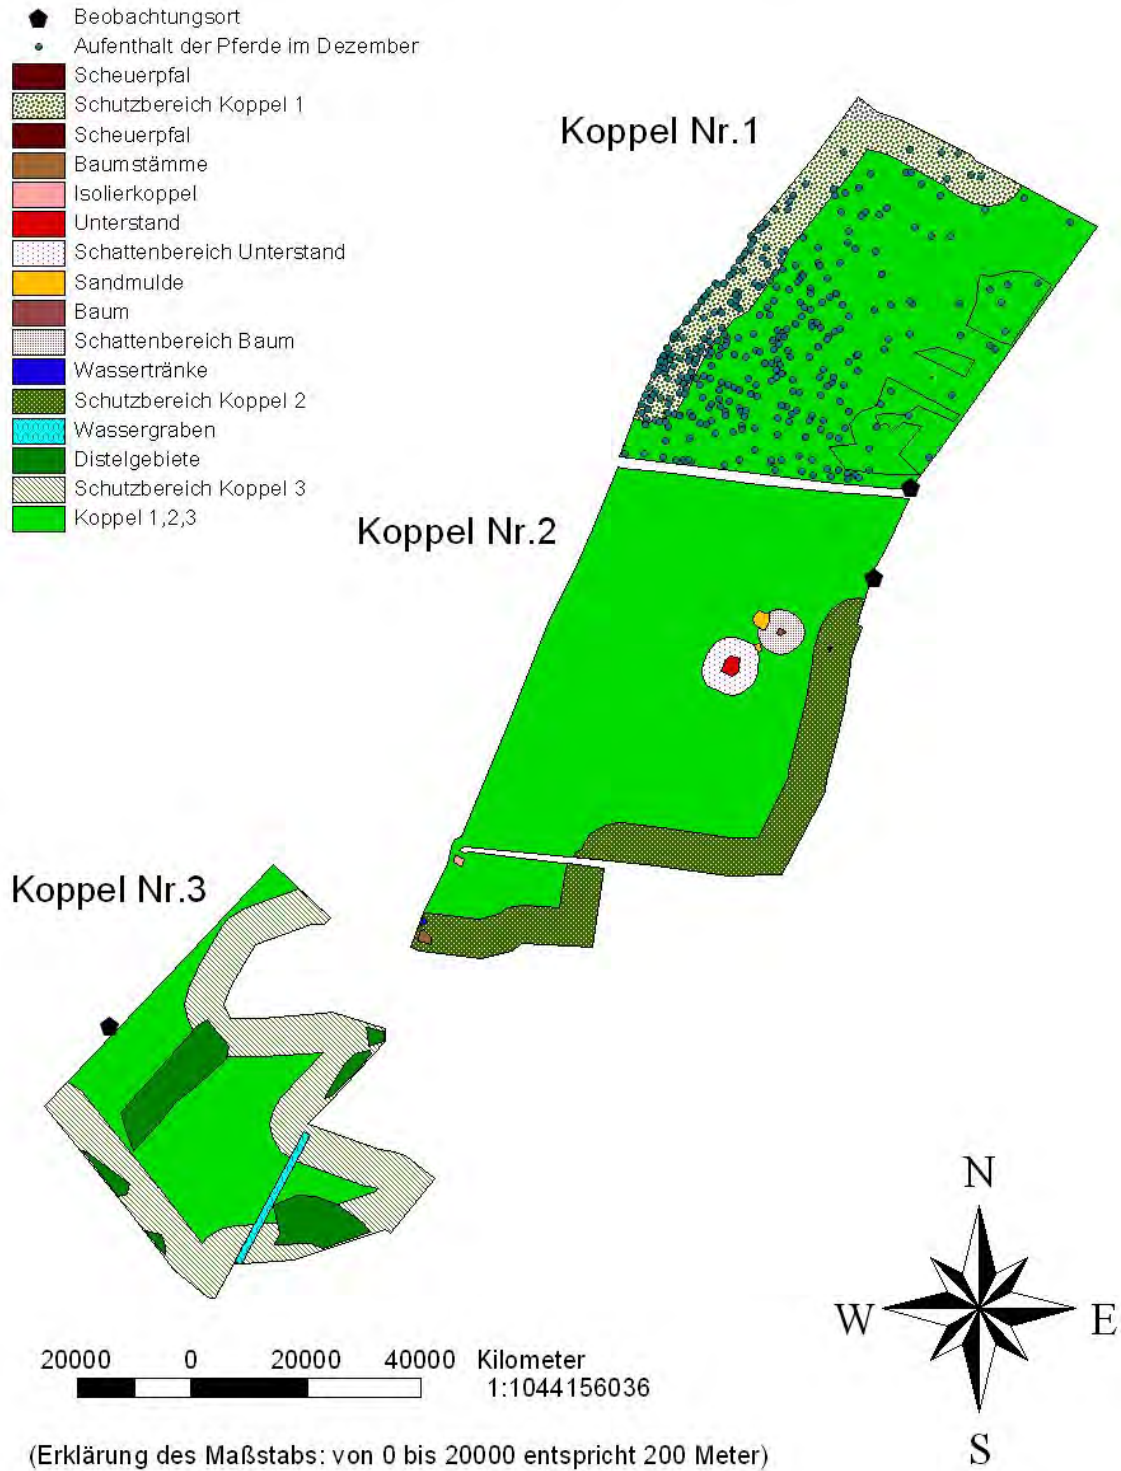 Beobachtungsort
Aufenthalt der Pferde im Dezember
Scheuerpfal
Schutzbereich Koppel 1
Scheuerpfal
Baumstämme
Isolierkoppel
Unterstand
Schattenbereich Unterstand
Sandmulde
Baum
Schattenbereich Baum
Wassertränke
Schutzbereich Koppel 2
Wassergraben
Distelgebiete
Schutzbereich Koppel 3
Koppel 1,2,3
Koppel Nr.1
Koppel Nr.2
Koppel Nr.3
N
W E
S
20000 0 20000 40000 Kilometer
1:1044156036
(Erklärung des Maßstabs: von 0 bis 20000 entspricht 200 Meter)